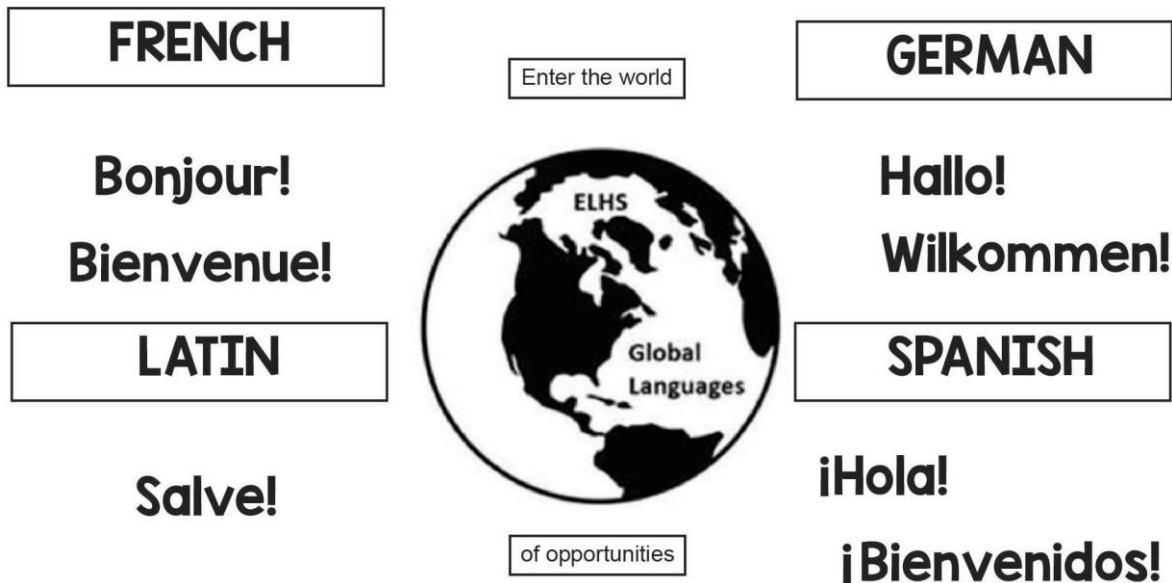 FRENCH
Bonjour!
Bienvenue!
LATIN
Salve!
Enter the world
ELHS
Global
Languages
of opportunities
GERMAN
Hallo!
Wilkommen!
SPANISH
¡Hola!
¡Bienvenidos!